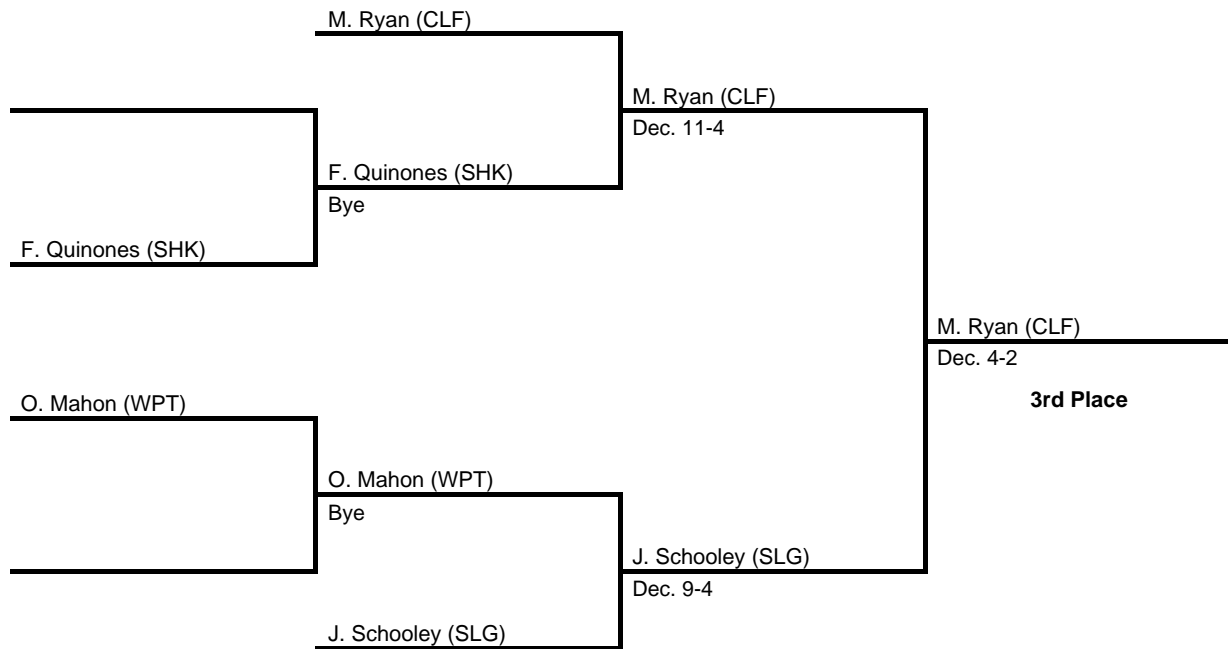 M. Ryan (CLF)
M. Ryan (CLF)
Dec. 11-4
F. Quinones (SHK)
Bye
F. Quinones (SHK)
M. Ryan (CLF)
Dec. 4-2
3rd Place
O. Mahon (WPT)
O. Mahon (WPT)
Bye
J. Schooley (SLG)
Dec. 9-4
J. Schooley (SLG)